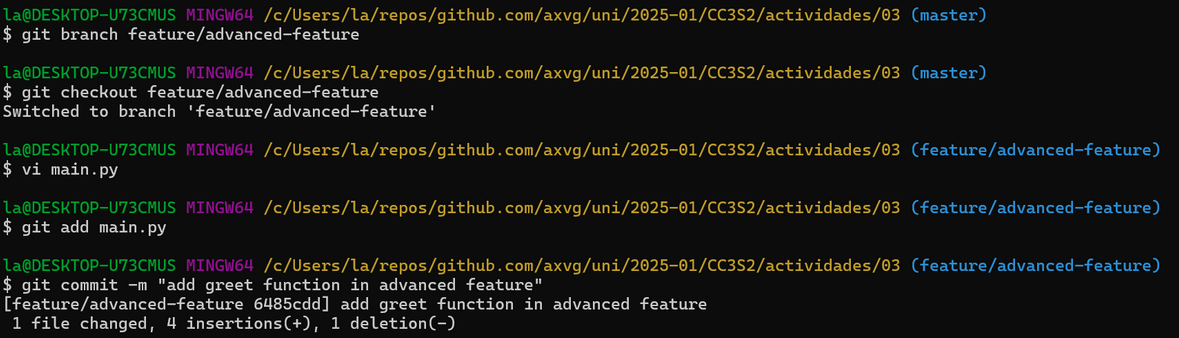 la@DESKTOP-U73CMUS MINGW64 /c/Users/la/repos/github.com/axvg/uni/2025-01/CC3S2/actividades/03 (master)
$ git branch feature/advanced-feature
la@DESKTOP-U73CMUS MINGW64 /c/Users/la/repos/github.com/axvg/uni/2025-01/CC3S2/actividades/03 (master)
$ git checkout feature/advanced-feature
Switched to branch 'feature/advanced-feature'
la@DESKTOP-U73CMUS MINGW64 /c/Users/la/repos/github.com/axvg/uni/2025-01/CC3S2/actividades/03 (feature/advanced-feature)
$ vi main.py
la@DESKTOP-U73CMUS MINGW64 /c/Users/la/repos/github.com/axvg/uni/2025-01/CC3S2/actividades/03 (feature/advanced-feature)
$ git add main.py
la@DESKTOP-U73CMUS MINGW64 /c/Users/la/repos/github.com/axvg/uni/2025-01/CC3S2/actividades/03 (feature/advanced-feature)
$ git commit -m "add greet function in advanced feature"
[feature/advanced-feature 6485cdd] add greet function in advanced feature
 1 file changed, 4 insertions(+), 1 deletion(-)